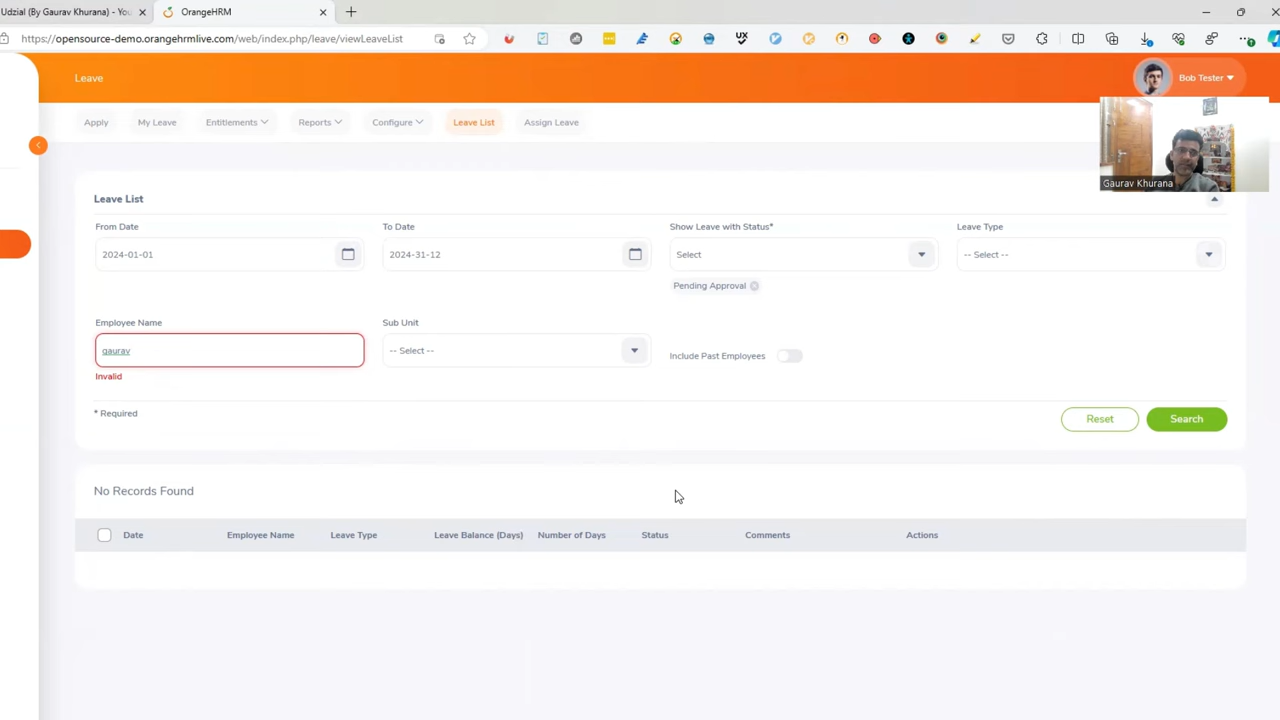 Udzial (By Gaurav Khurana) - You
OrangeHRM
https://opensource-demo.orangehrmlive.com/web/index.php/leave/viewLeaveList
Leave
Bob Tester
Apply
My Leave
Entitlements
Reports
Configure
Leave List
Assign Leave
Gaurav Khurana
Leave List
From Date
To Date
Show Leave with Status*
Leave Type
2024-01-01
2024-31-12
Select
-- Select --
Pending Approval
Employee Name
Sub Unit
gaurav
-- Select --
Include Past Employees
Invalid
* Required
Reset
Search
No Records Found
Date
Employee Name
Leave Type
Leave Balance (Days)
Number of Days
Status
Comments
Actions